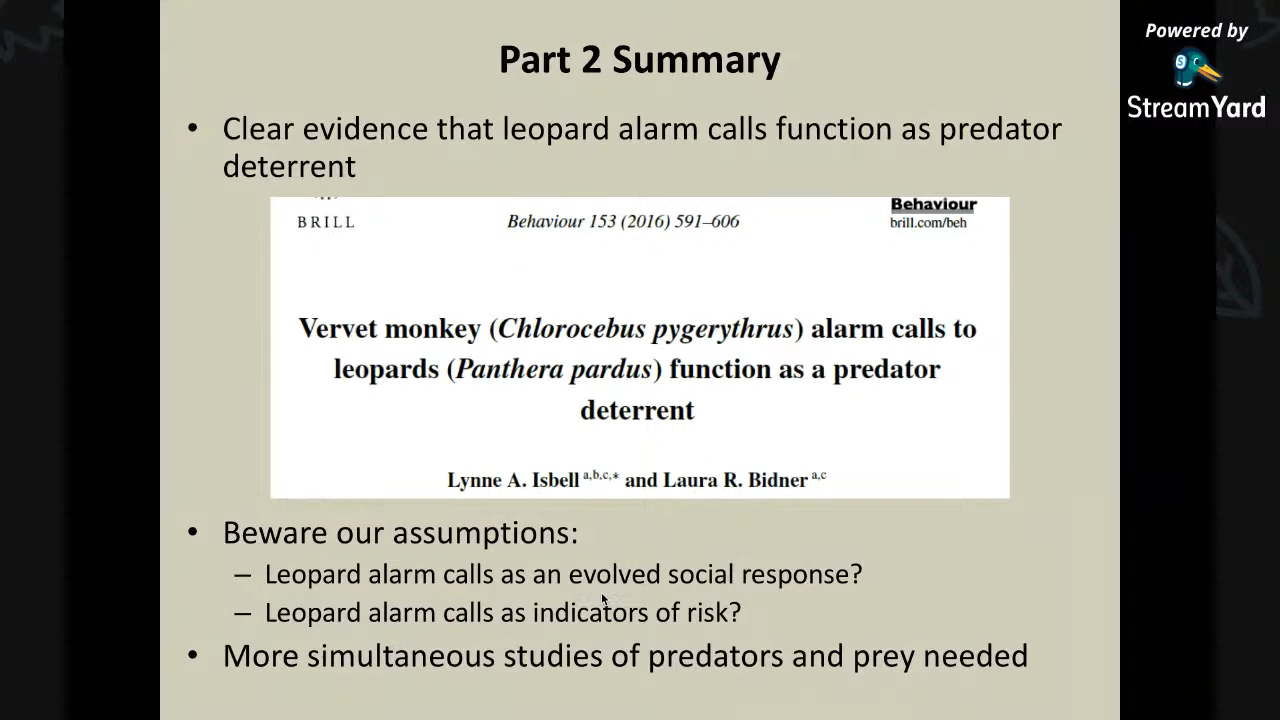 Powered by
StreamYard
Part 2 Summary
• Clear evidence that leopard alarm calls function as predator
deterrent
BRILL
Behaviour 153 (2016) 591–606
Behaviour
brill.com/beh
Vervet monkey (Chlorocebus pygerythrus) alarm calls to
leopards (Panthera pardus) function as a predator
deterrent
Lynne A. Isbell a,b,c,* and Laura R. Bidner a,c
• Beware our assumptions:
– Leopard alarm calls as an evolved social response?
– Leopard alarm calls as indicators of risk?
• More simultaneous studies of predators and prey needed